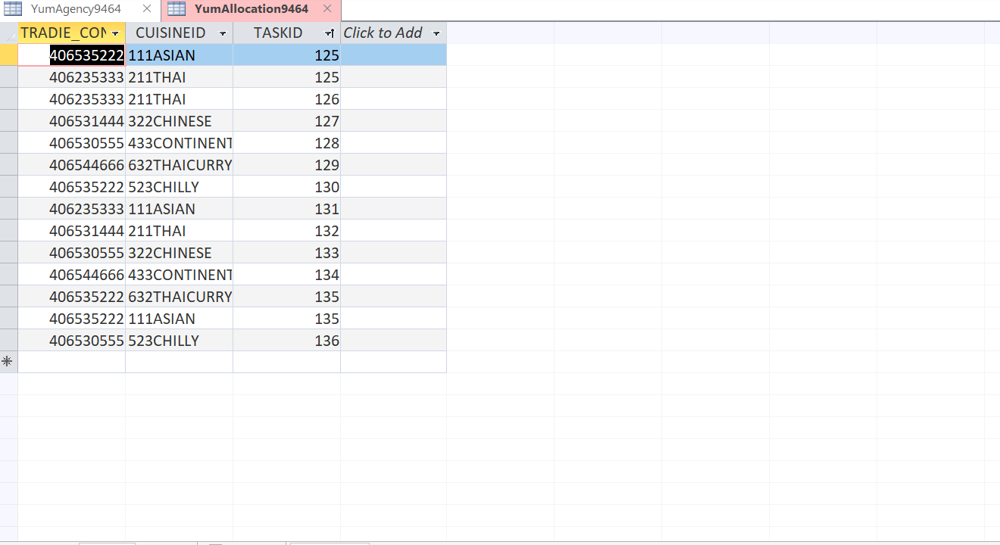 YumAgency9464 YumAllocation9464
TRADIE_CON CUISINEID TASKID Click to Add
406535222 111ASIAN 125
406235333 211THAI 125
406235333 211THAI 126
406531444 322CHINESE 127
406530555 433CONTINENT 128
406544666 632THAICURRY 129
406535222 523CHILLY 130
406235333 111ASIAN 131
406531444 211THAI 132
406530555 322CHINESE 133
406544666 433CONTINENT 134
406535222 632THAICURRY 135
406535222 111ASIAN 135
406530555 523CHILLY 136